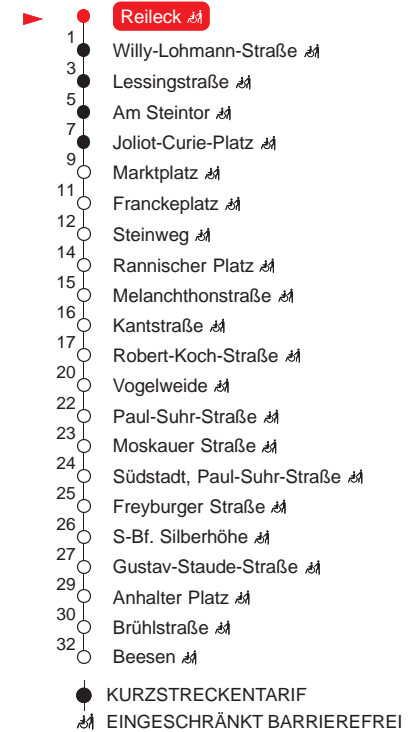 Reileck
1
Willy-Lohmann-Straße
3
Lessingstraße
5
Am Steintor
7
Joliot-Curie-Platz
9
Marktplatz
11
Franckeplatz
12
Steinweg
14
Rannischer Platz
15
Melanchthonstraße
16
Kantstraße
17
Robert-Koch-Straße
20
Vogelweide
22
Paul-Suhr-Straße
23
Moskauer Straße
24
Südstadt, Paul-Suhr-Straße
25
Freyburger Straße
26
S-Bf. Silberhöhe
27
Gustav-Staude-Straße
29
Anhalter Platz
30
Brühlstraße
32
Beesen
KURZSTRECKENTARIF
EINGESCHRÄNKT BARRIEREFREI